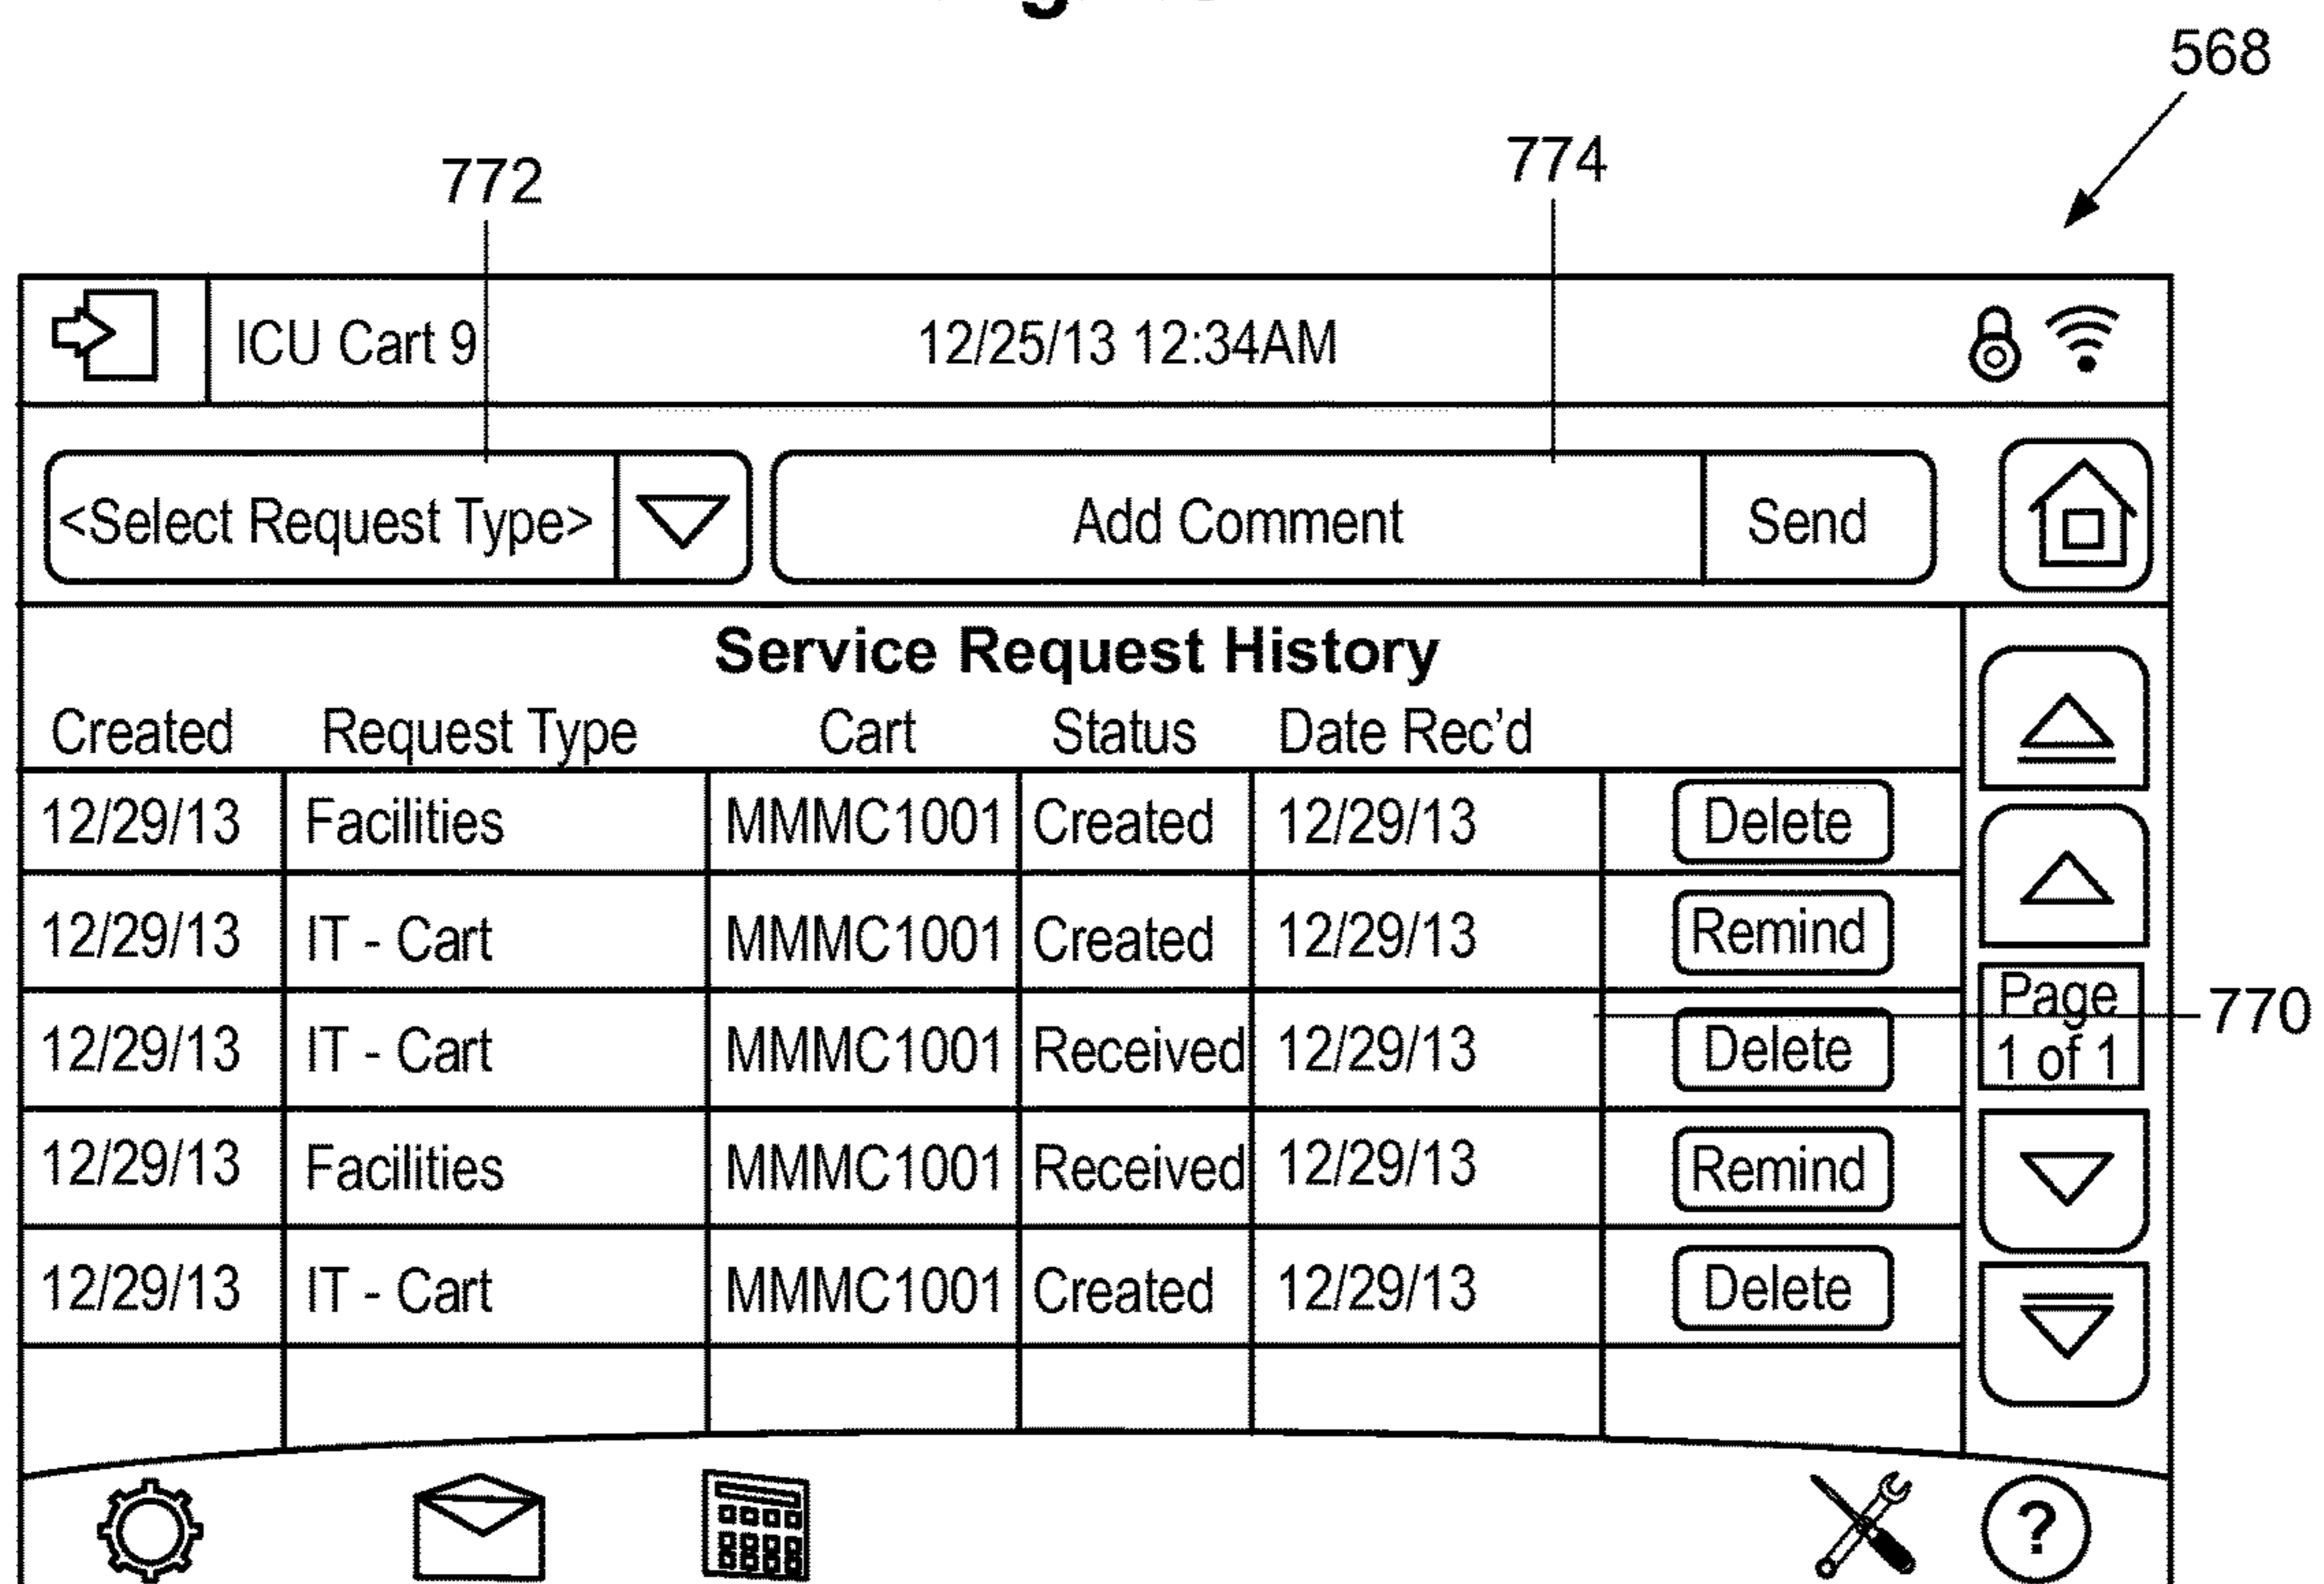 568
772
774
ICU Cart 9 12/25/13 12:34AM
<Select Request Type> Add Comment Send
Service Request History
Created Request Type Cart Status Date Rec’d
12/29/13 Facilities MMMC1001 Created 12/29/13 Delete
12/29/13 IT - Cart MMMC1001 Created 12/29/13 Remind
Page
770
12/29/13 IT - Cart MMMC1001 Received 12/29/13 Delete 1 of 1
12/29/13 Facilities MMMC1001 Received 12/29/13 Remind
12/29/13 IT - Cart MMMC1001 Created 12/29/13 Delete
?